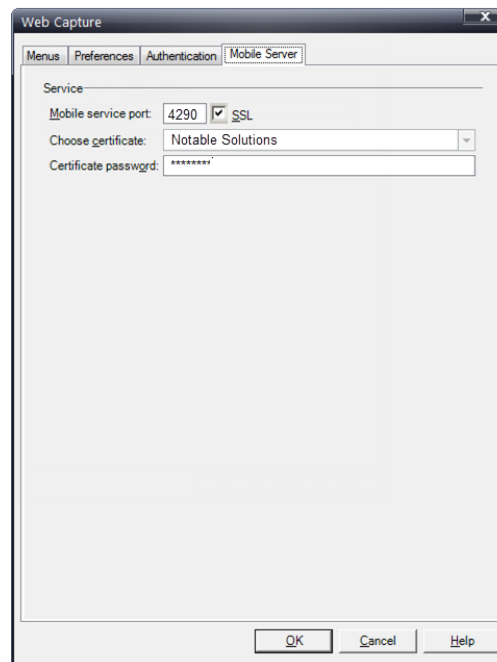 Web Capture
Menus Preferences Authentication Mobile Server
Service
Mobile service port: 4290 SSL
Choose certificate: Notable Solutions
Certificate password: ********
OK Cancel Help